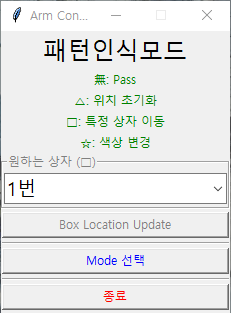 Arm Con...
패턴인식모드
無: Pass
△: 위치 초기화
□: 특정 상자 이동
☆: 색상 변경
원하는 상자 (□)
1번
Box Location Update
Mode 선택
종료